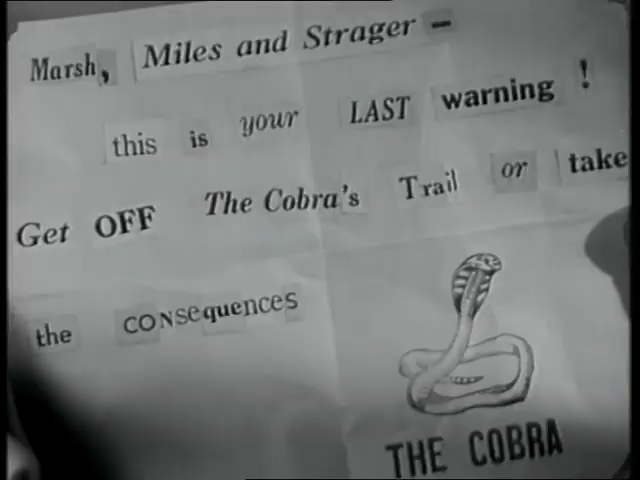 Marsh, Miles and Strager -
this is your LAST warning !
Get OFF The Cobra's Trail or take
the CONsequences
THE COBRA